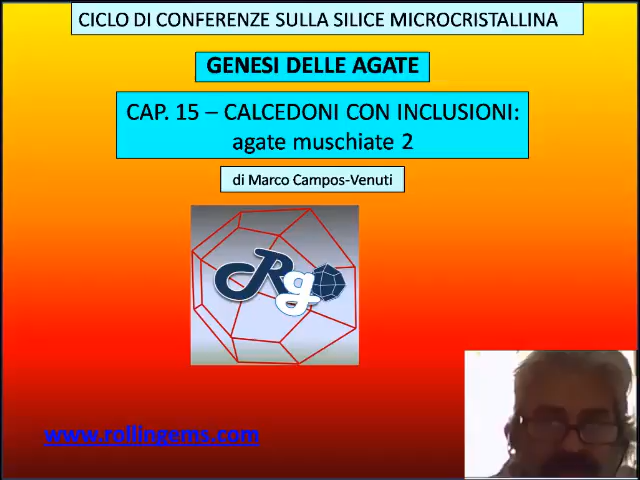 CICLO DI CONFERENZE SULLA SILICE MICROCRISTALLINA
GENESI DELLE AGATE
CAP. 15 – CALCEDONI CON INCLUSIONI:
agate muschiate 2
di Marco Campos-Venuti
CRg
www.rollingems.com